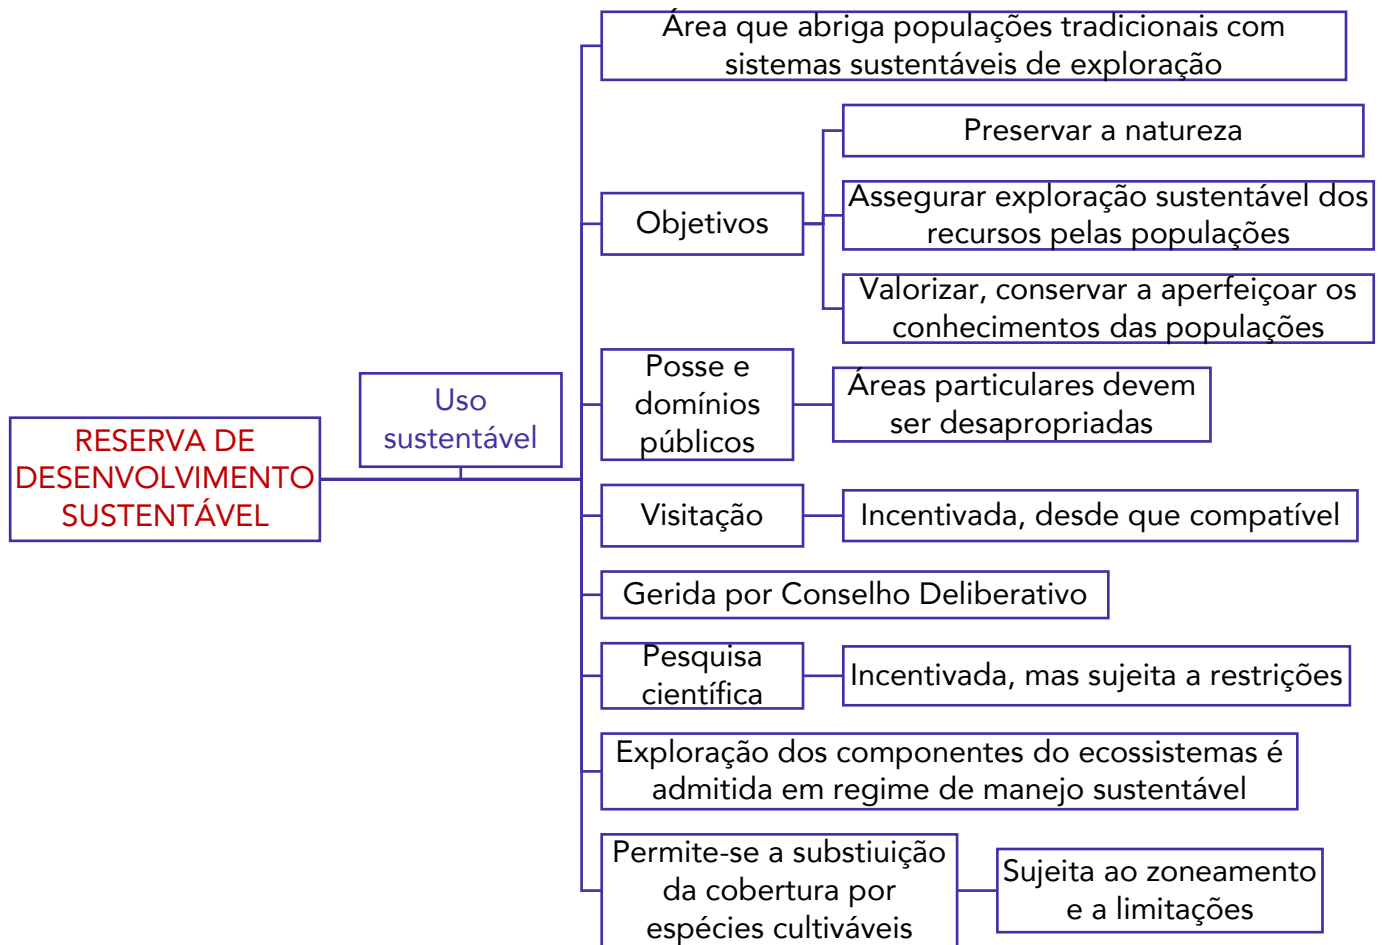 Área que abriga populações tradicionais com
sistemas sustentáveis de exploração
Preservar a natureza
Objetivos
Assegurar exploração sustentável dos
recursos pelas populações
Valorizar, conservar a aperfeiçoar os
conhecimentos das populações
Posse e
domínios
públicos
Áreas particulares devem
ser desapropriadas
Uso
sustentável
RESERVA DE
DESENVOLVIMENTO
SUSTENTÁVEL
Visitação
Incentivada, desde que compatível
Gerida por Conselho Deliberativo
Pesquisa
científica
Incentivada, mas sujeita a restrições
Exploração dos componentes do ecossistemas é
admitida em regime de manejo sustentável
Permite-se a substiuição
da cobertura por
espécies cultiváveis
Sujeita ao zoneamento
e a limitações